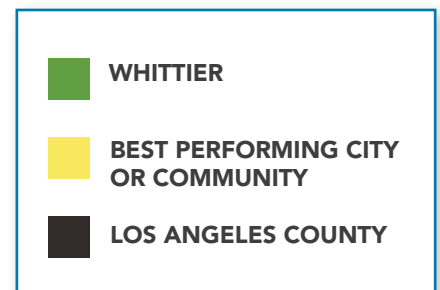 WHITTIER
BEST PERFORMING CITY
OR COMMUNITY
LOS ANGELES COUNTY